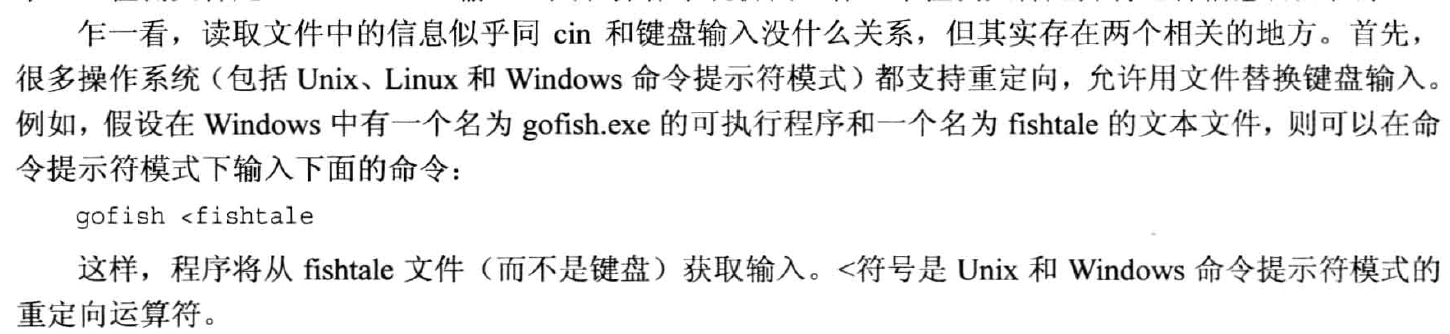 乍一看，读取文件中的信息似乎同 cin 和键盘输入没什么关系，但其实存在两个相关的地方。首先，
很多操作系统（包括 Unix、Linux 和 Windows 命令提示符模式）都支持重定向，允许用文件替换键盘输入。
例如，假设在 Windows 中有一个名为 gofish.exe 的可执行程序和一个名为 fishtale 的文本文件，则可以在命
令提示符模式下输入下面的命令：
gofish <fishtale
这样，程序将从 fishtale 文件（而不是键盘）获取输入。<符号是 Unix 和 Windows 命令提示符模式的
重定向运算符。